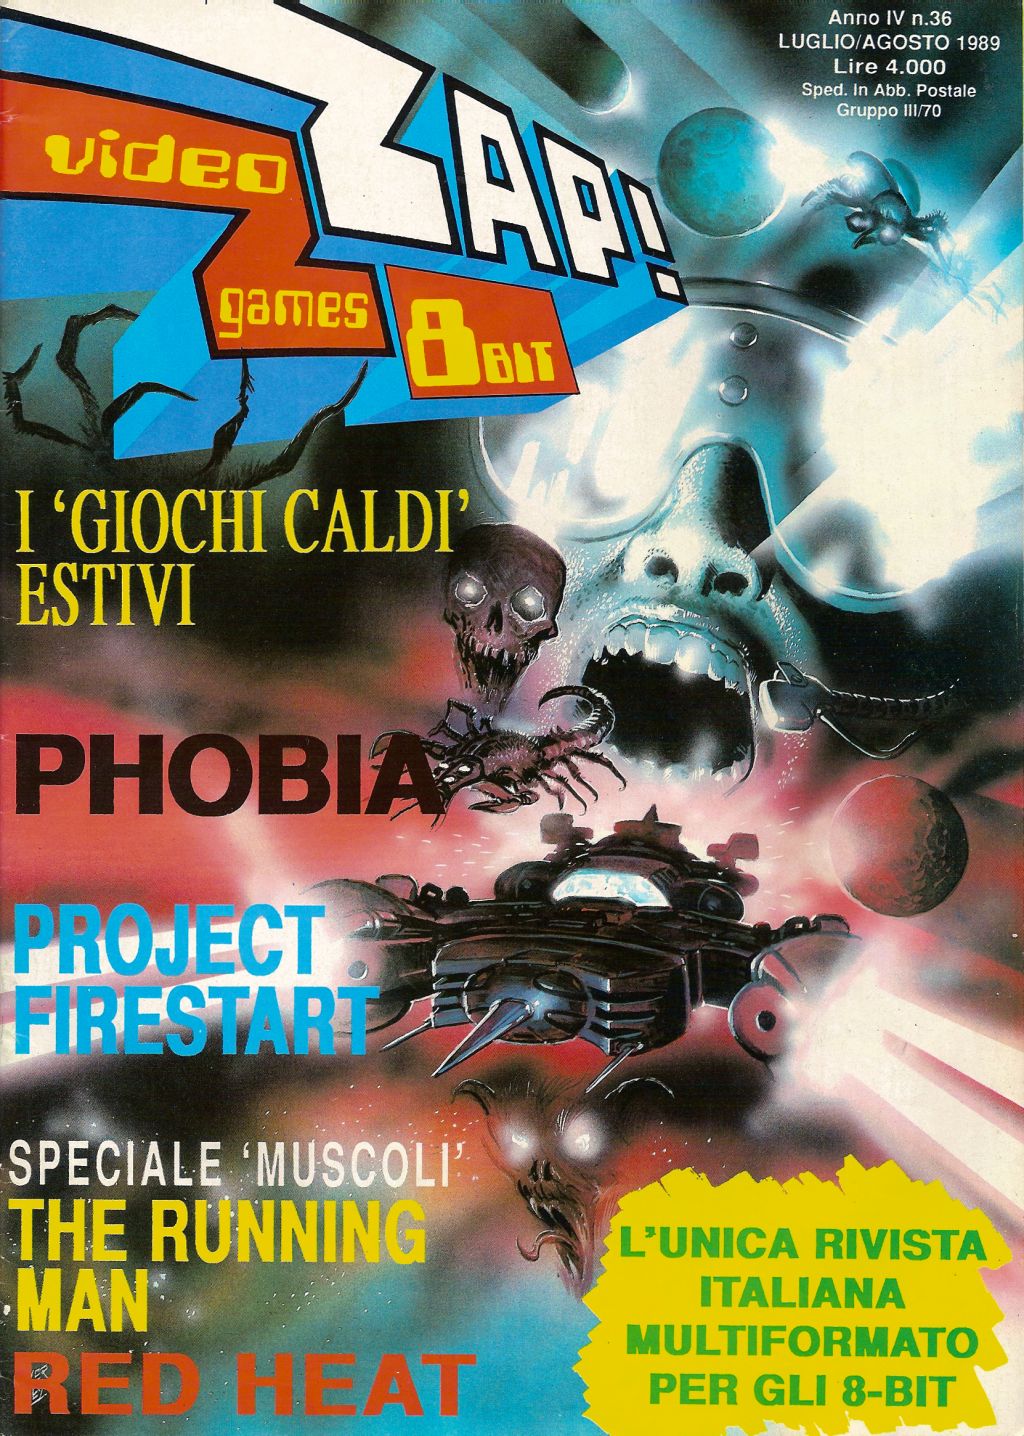 Anno IV n.36
LUGLIO/AGOSTO 1989
Lire 4.000
Sped. In Abb. Postale
Gruppo III/70
ZAP!
video
games
8 BIT
I 'GIOCHI CALDI'
ESTIVI
PHOBIA
PROJECT
FIRESTART
SPECIALE 'MUSCOLI'
THE RUNNING
MAN
RED HEAT
L'UNICA RIVISTA
ITALIANA
MULTIFORMATO
PER GLI 8-BIT